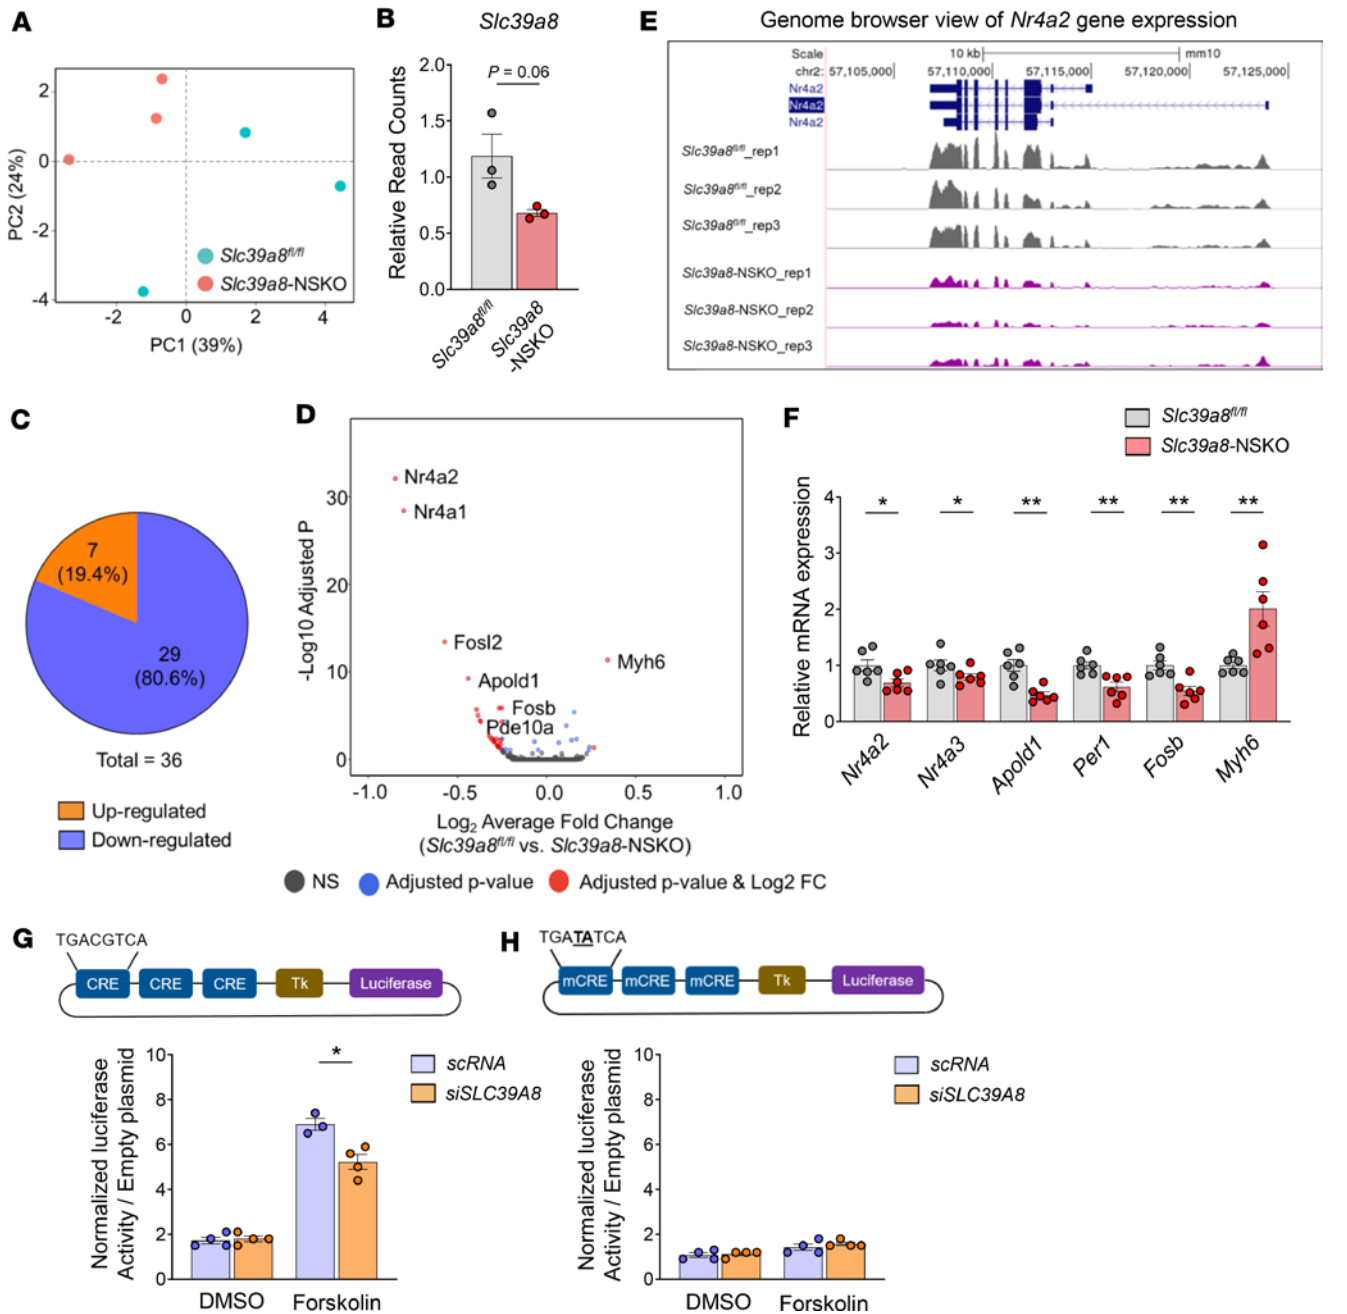 A
2
0
-2
-4
-2
0
2
4
PC2 (24%)
PC1 (39%)
Slc39a8fl/fl
Slc39a8-NSKO
B
Slc39a8
P = 0.06
2.0
1.5
1.0
0.5
0.0
Relative Read Counts
Slc39a8fl/fl
Slc39a8
-NSKO
E
Genome browser view of Nr4a2 gene expression
Scale
10 kb
mm10
chr2:
57,105,000
57,110,000
57,115,000
57,120,000
57,125,000
Nr4a2
Nr4a2
Nr4a2
Slc39a8fl/fl_rep1
Slc39a8fl/fl_rep2
Slc39a8fl/fl_rep3
Slc39a8-NSKO_rep1
Slc39a8-NSKO_rep2
Slc39a8-NSKO_rep3
C
7
(19.4%)
29
(80.6%)
Total = 36
Up-regulated
Down-regulated
D
30
20
10
0
-Log10 Adjusted P
Nr4a2
Nr4a1
Fosl2
Myh6
Apold1
Fosb
Pde10a
-1.0
-0.5
0.0
0.5
1.0
Log2 Average Fold Change
(Slc39a8fl/fl vs. Slc39a8-NSKO)
NS
Adjusted p-value
Adjusted p-value & Log2 FC
F
Slc39a8fl/fl
Slc39a8-NSKO
4
3
2
1
0
Relative mRNA expression
*
*
**
**
**
**
Nr4a2
Nr4a3
Apold1
Per1
Fosb
Myh6
G
TGACGTCA
CRE
CRE
CRE
Tk
Luciferase
10
8
6
4
2
0
Normalized luciferase
Activity / Empty plasmid
*
scRNA
siSLC39A8
DMSO
Forskolin
H
TGATATCA
mCRE
mCRE
mCRE
Tk
Luciferase
10
8
6
4
2
0
Normalized luciferase
Activity / Empty plasmid
scRNA
siSLC39A8
DMSO
Forskolin